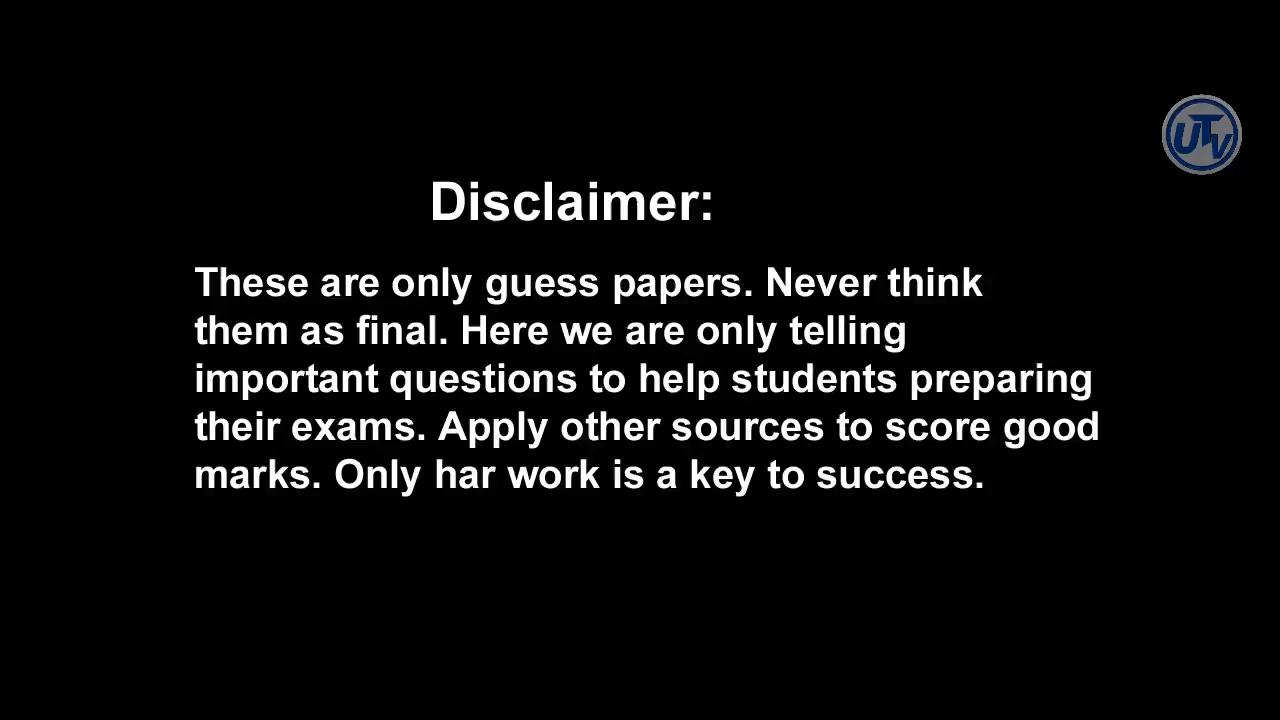 UTV
Disclaimer:
These are only guess papers. Never think
them as final. Here we are only telling
important questions to help students preparing
their exams. Apply other sources to score good
marks. Only har work is a key to success.